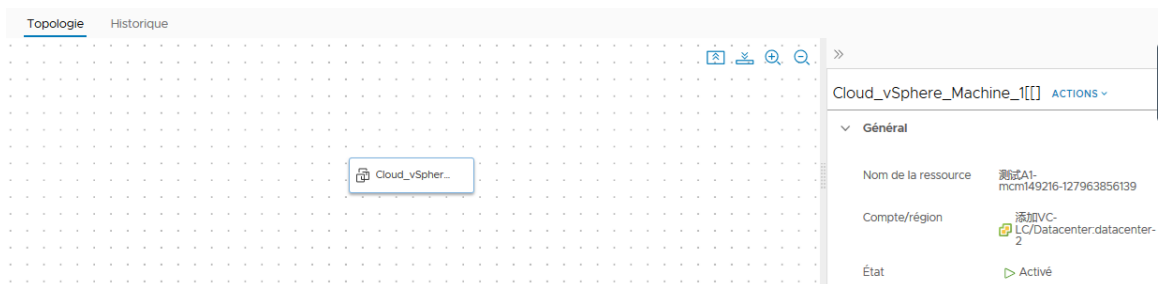 Topologie Historique
Cloud_vSphere_Machine_1[[] ACTIONS
Général
Cloud_vSpher...
Nom de la ressource
测试A1-
mcm149216-127963856139
Compte/région
添加VC-
LC/Datacenter:datacenter-
2
État
Activé